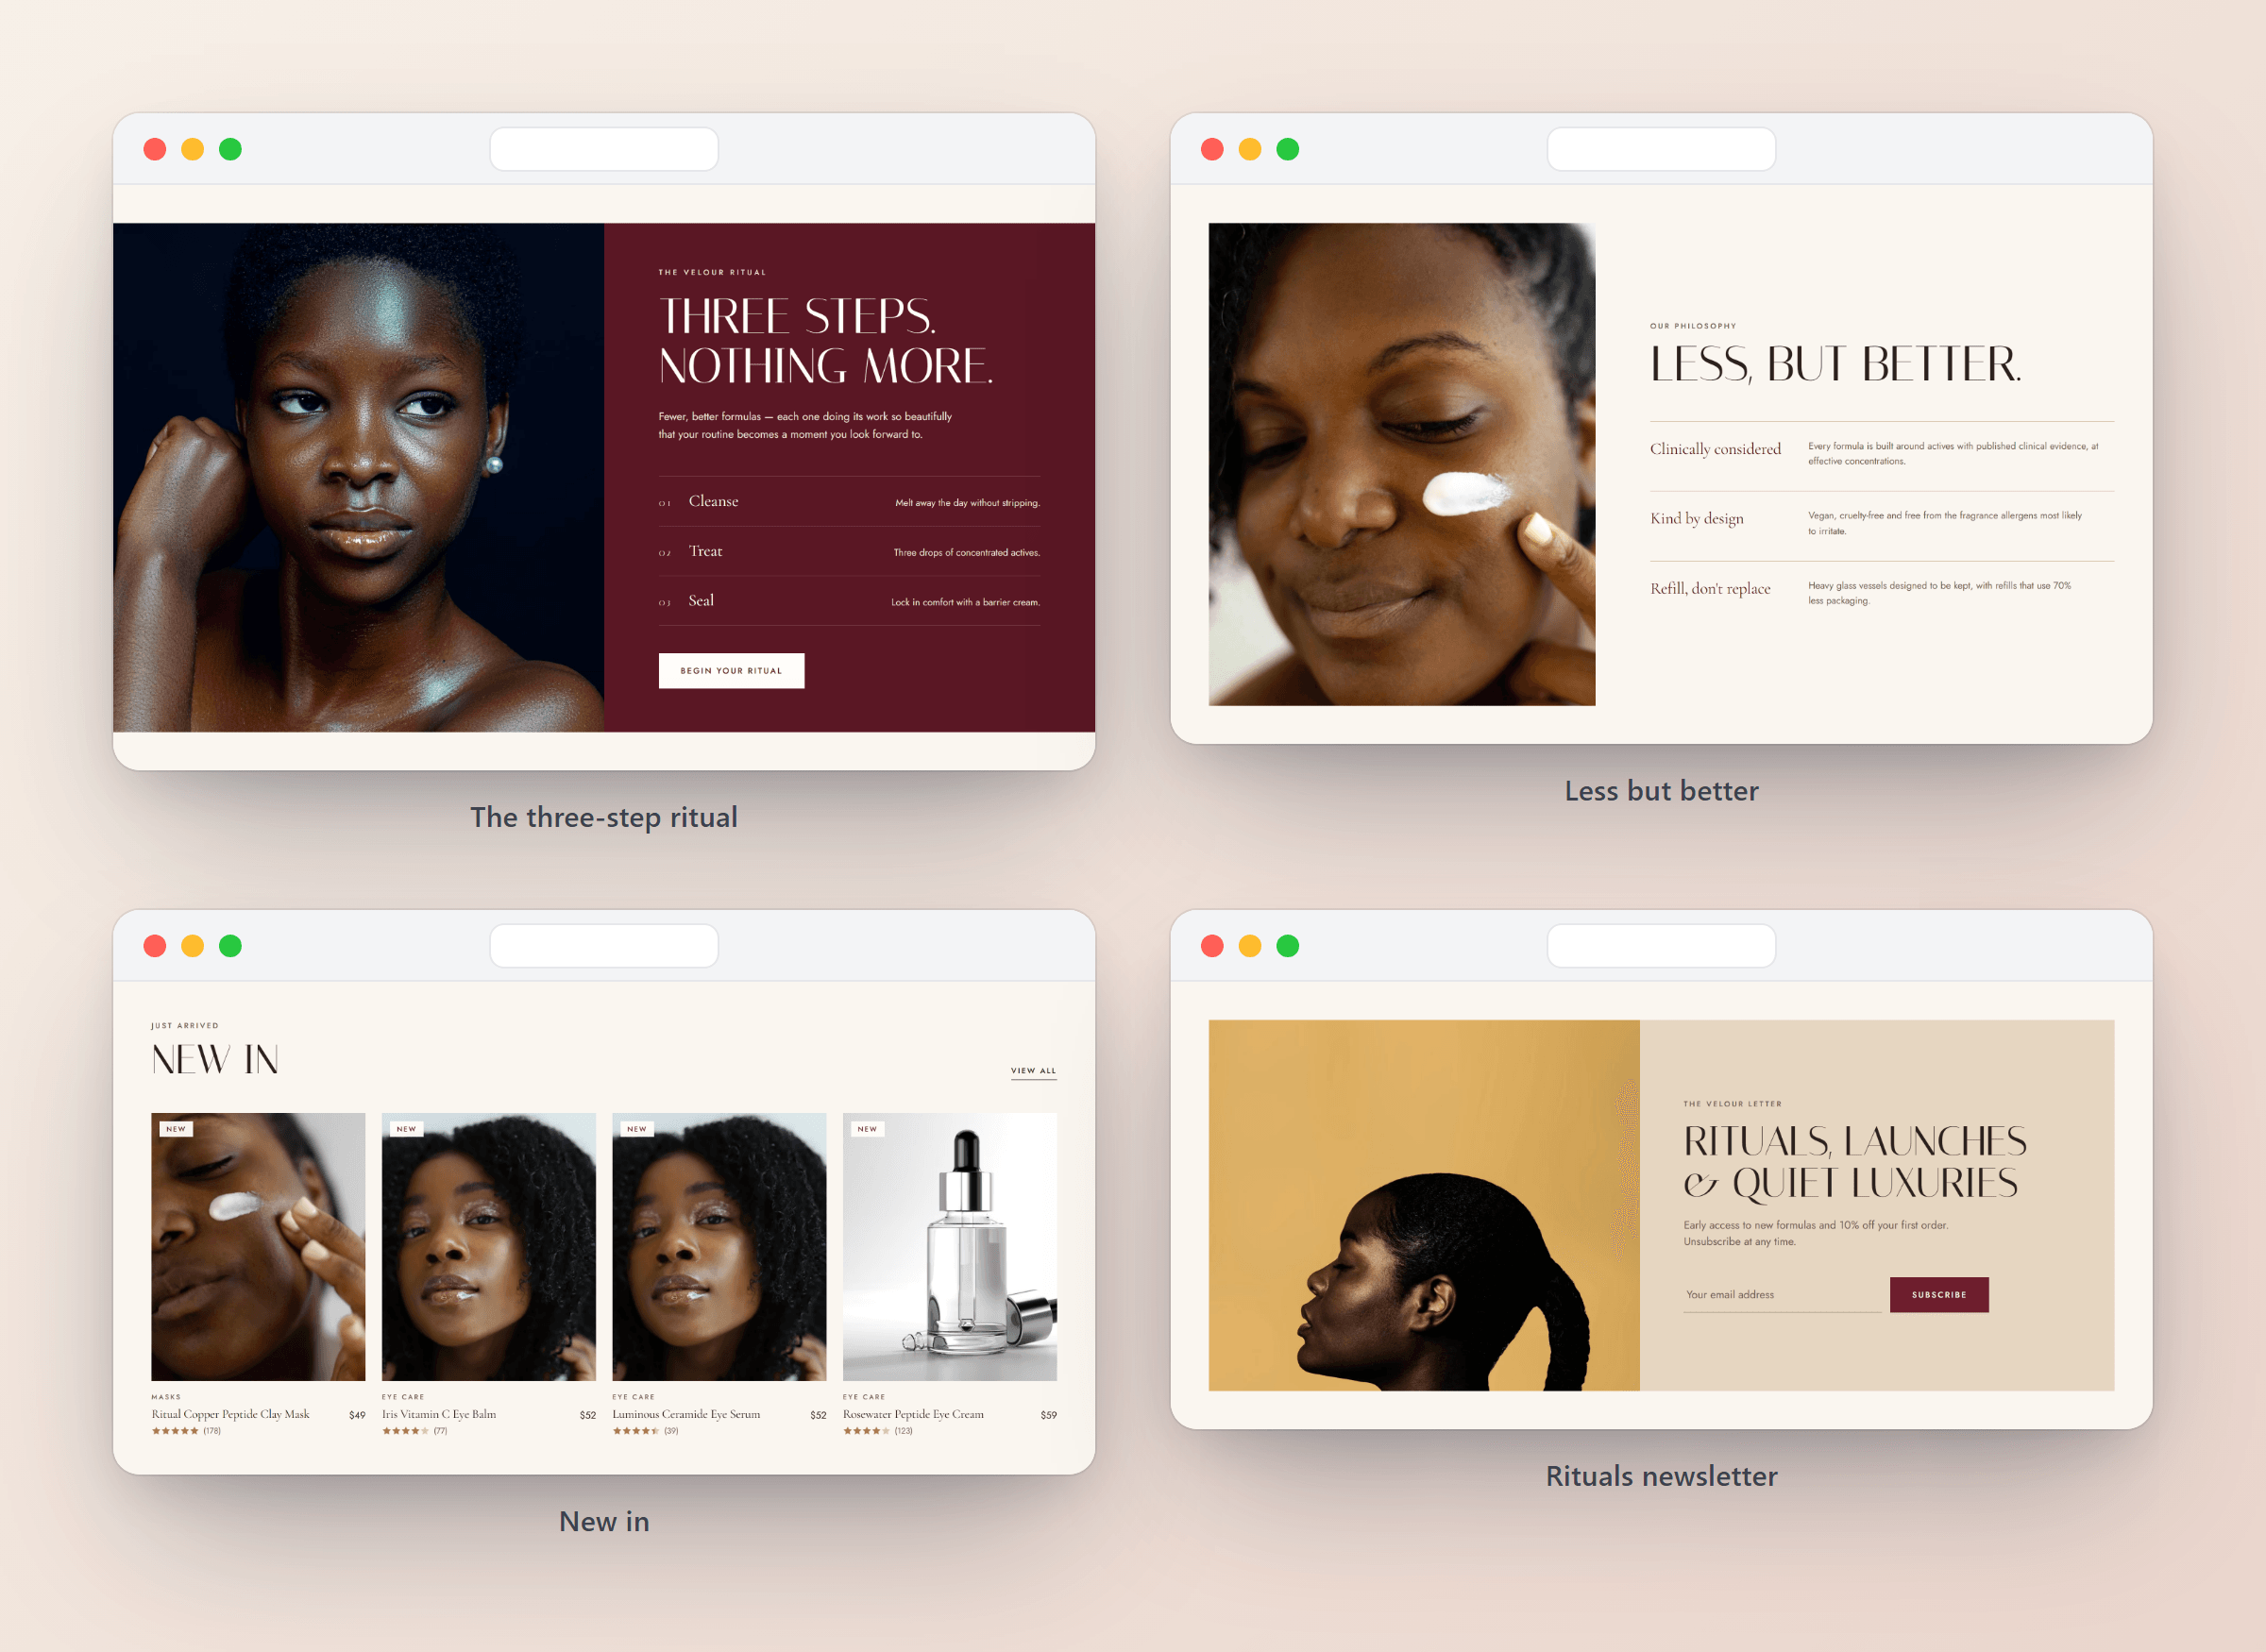 THE VELOUR RITUAL
THREE STEPS.
NOTHING MORE.
Fewer, better formulas — each one doing its work so beautifully
that your routine becomes a moment you look forward to.
01 Cleanse Melt away the day without stripping.
02 Treat Three drops of concentrated actives.
03 Seal Lock in comfort with a barrier cream.
BEGIN YOUR RITUAL
The three-step ritual
OUR PHILOSOPHY
LESS, BUT BETTER.
Clinically considered
Every formula is built around actives with published clinical evidence, at
effective concentrations.
Kind by design
Vegan, cruelty-free and free from the fragrance allergens most likely
to irritate.
Refill, don't replace
Heavy glass vessels designed to be kept, with refills that use 70%
less packaging.
Less but better
JUST ARRIVED
NEW IN
VIEW ALL
NEW
NEW
NEW
NEW
MASKS
Ritual Copper Peptide Clay Mask $49
(178)
EYE CARE
Iris Vitamin C Eye Balm $52
(77)
EYE CARE
Luminous Ceramide Eye Serum $52
(39)
EYE CARE
Rosewater Peptide Eye Cream $59
(123)
New in
THE VELOUR LETTER
RITUALS, LAUNCHES
& QUIET LUXURIES
Early access to new formulas and 10% off your first order.
Unsubscribe at any time.
Your email address
SUBSCRIBE
Rituals newsletter